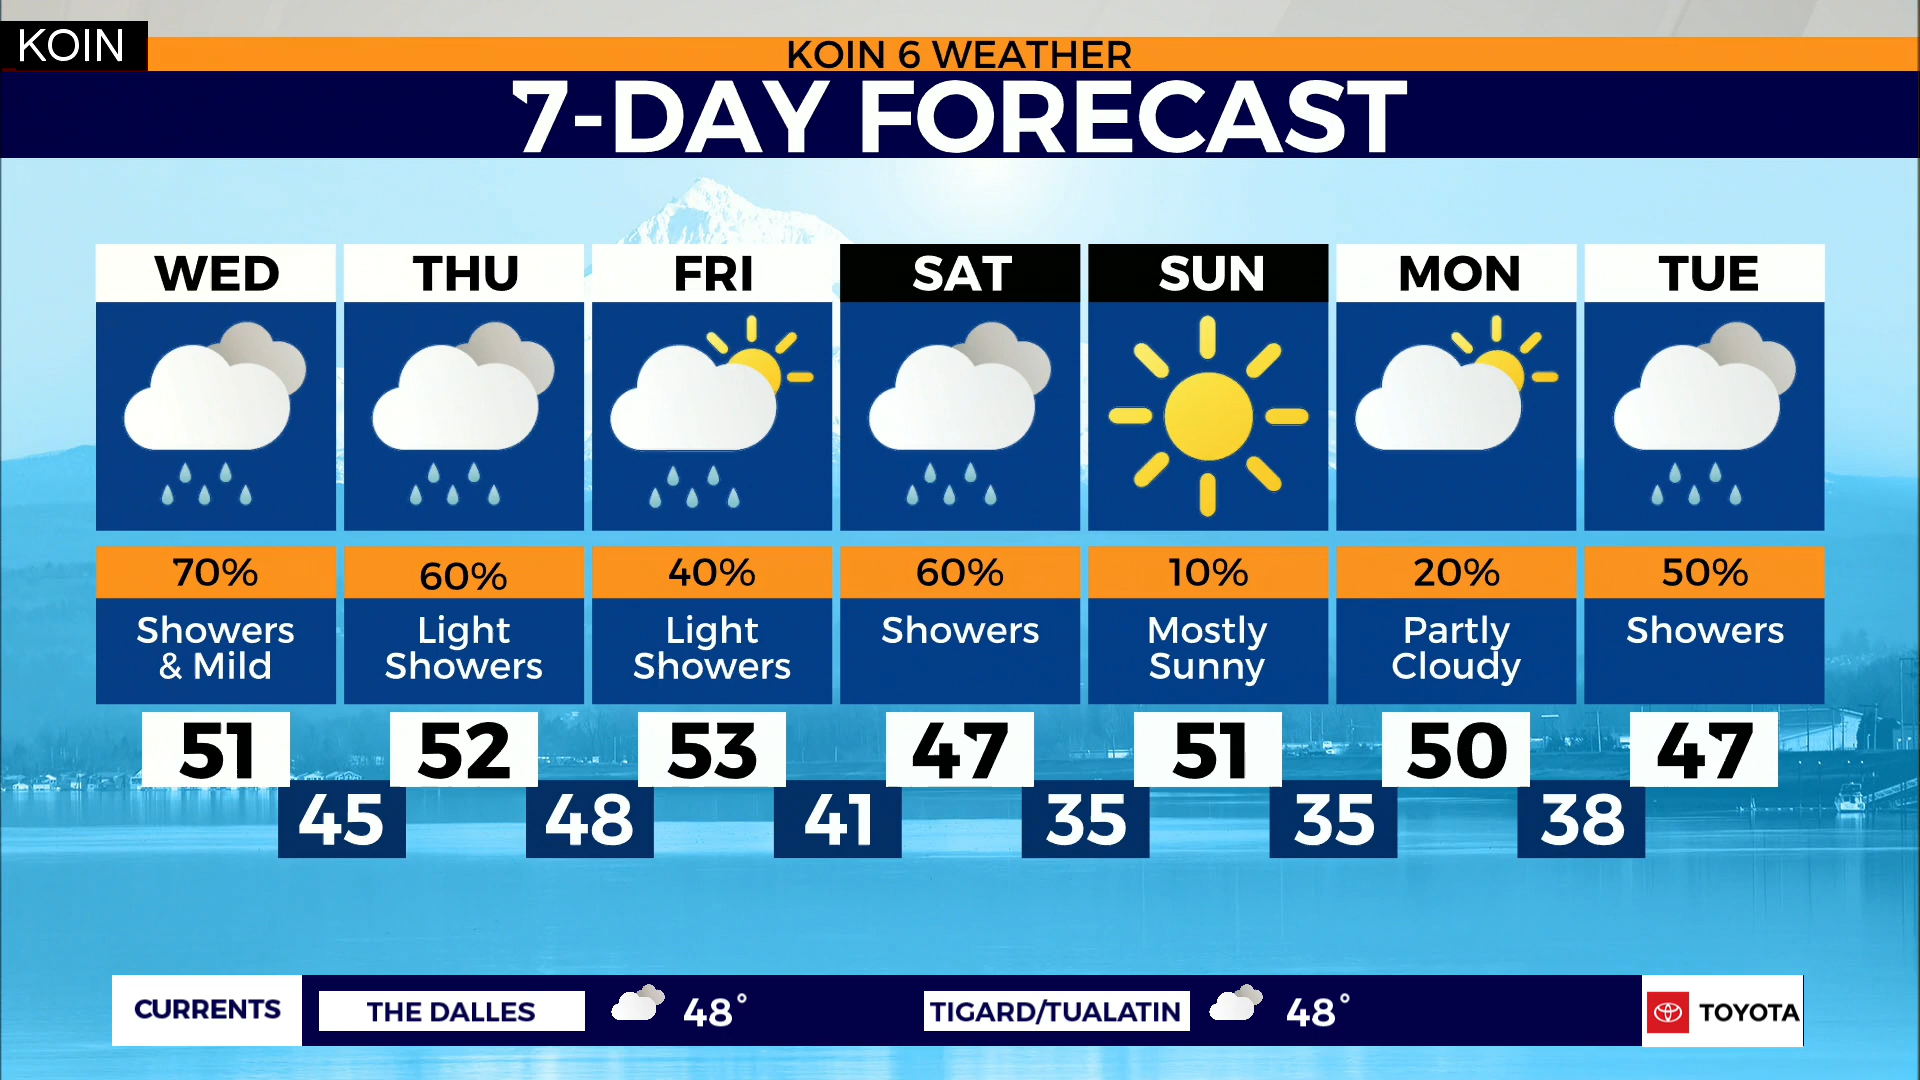 KOIN
KOIN 6 WEATHER
7-DAY FORECAST
WED THU FRI SAT SUN MON TUE
70% 60% 40% 60% 10% 20% 50%
Showers Light Light Showers Mostly Partly Showers
& Mild Showers Showers Sunny Cloudy
51 52 53 47 51 50 47
45 48 41 35 35 38
CURRENTS THE DALLES 48° TIGARD/TUALATIN 48° TOYOTA